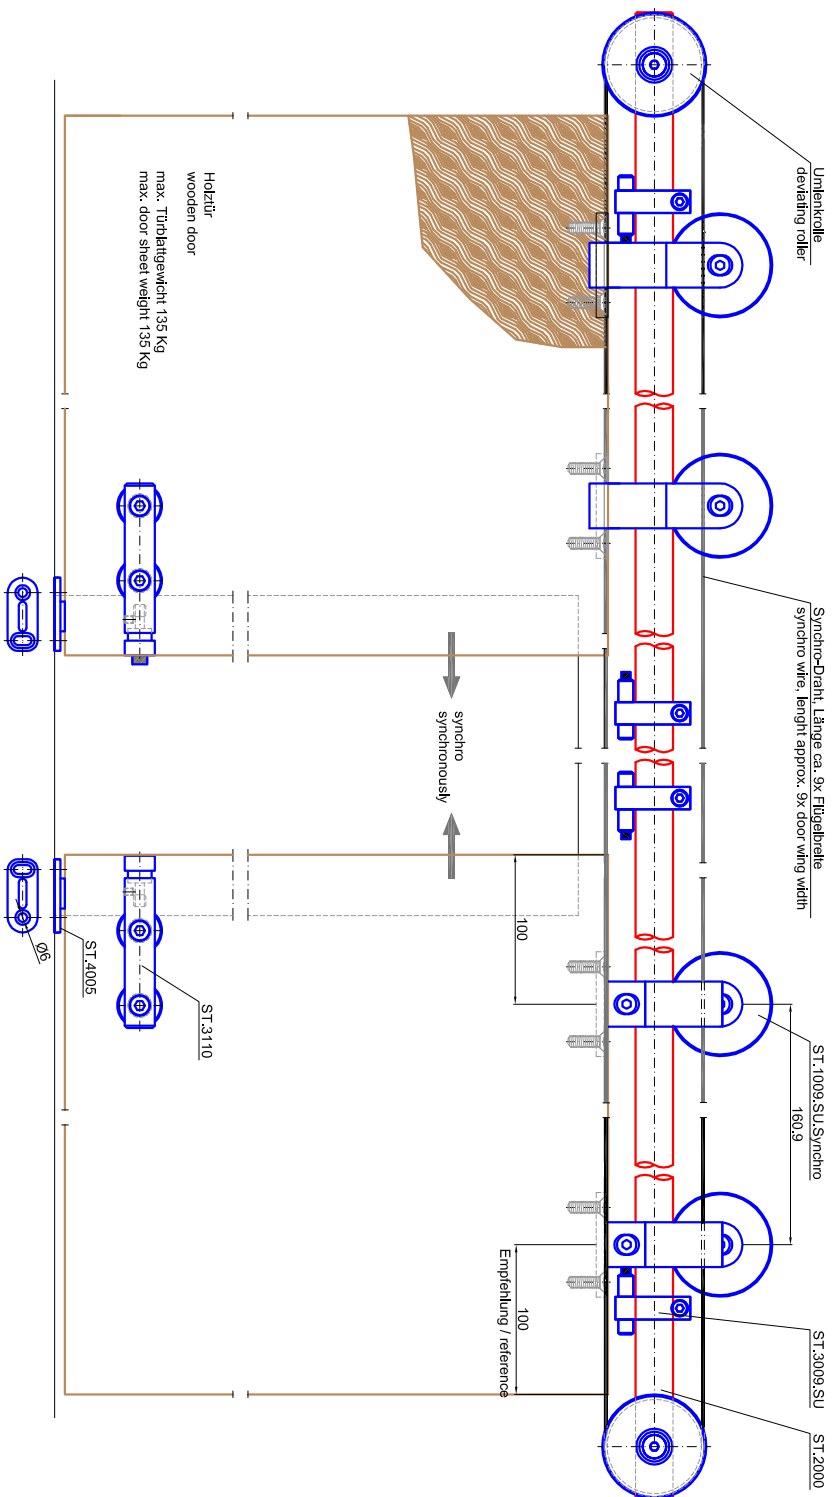 Umlenkrolle
deviating roller
Synchro-Draht, Länge ca. 9x Flügelbreite
synchro wire, lenght approx. 9x door wing width
ST.1009.SU.Synchro
160.9
ST.3009.SU
ST.2000
Holztür
wooden door
max. Türblattgewicht 135 Kg
max. door sheet weight 135 Kg
synchro
synchronously
100
100
Empfehlung / reference
ST.3110
ST.4005
Ø6